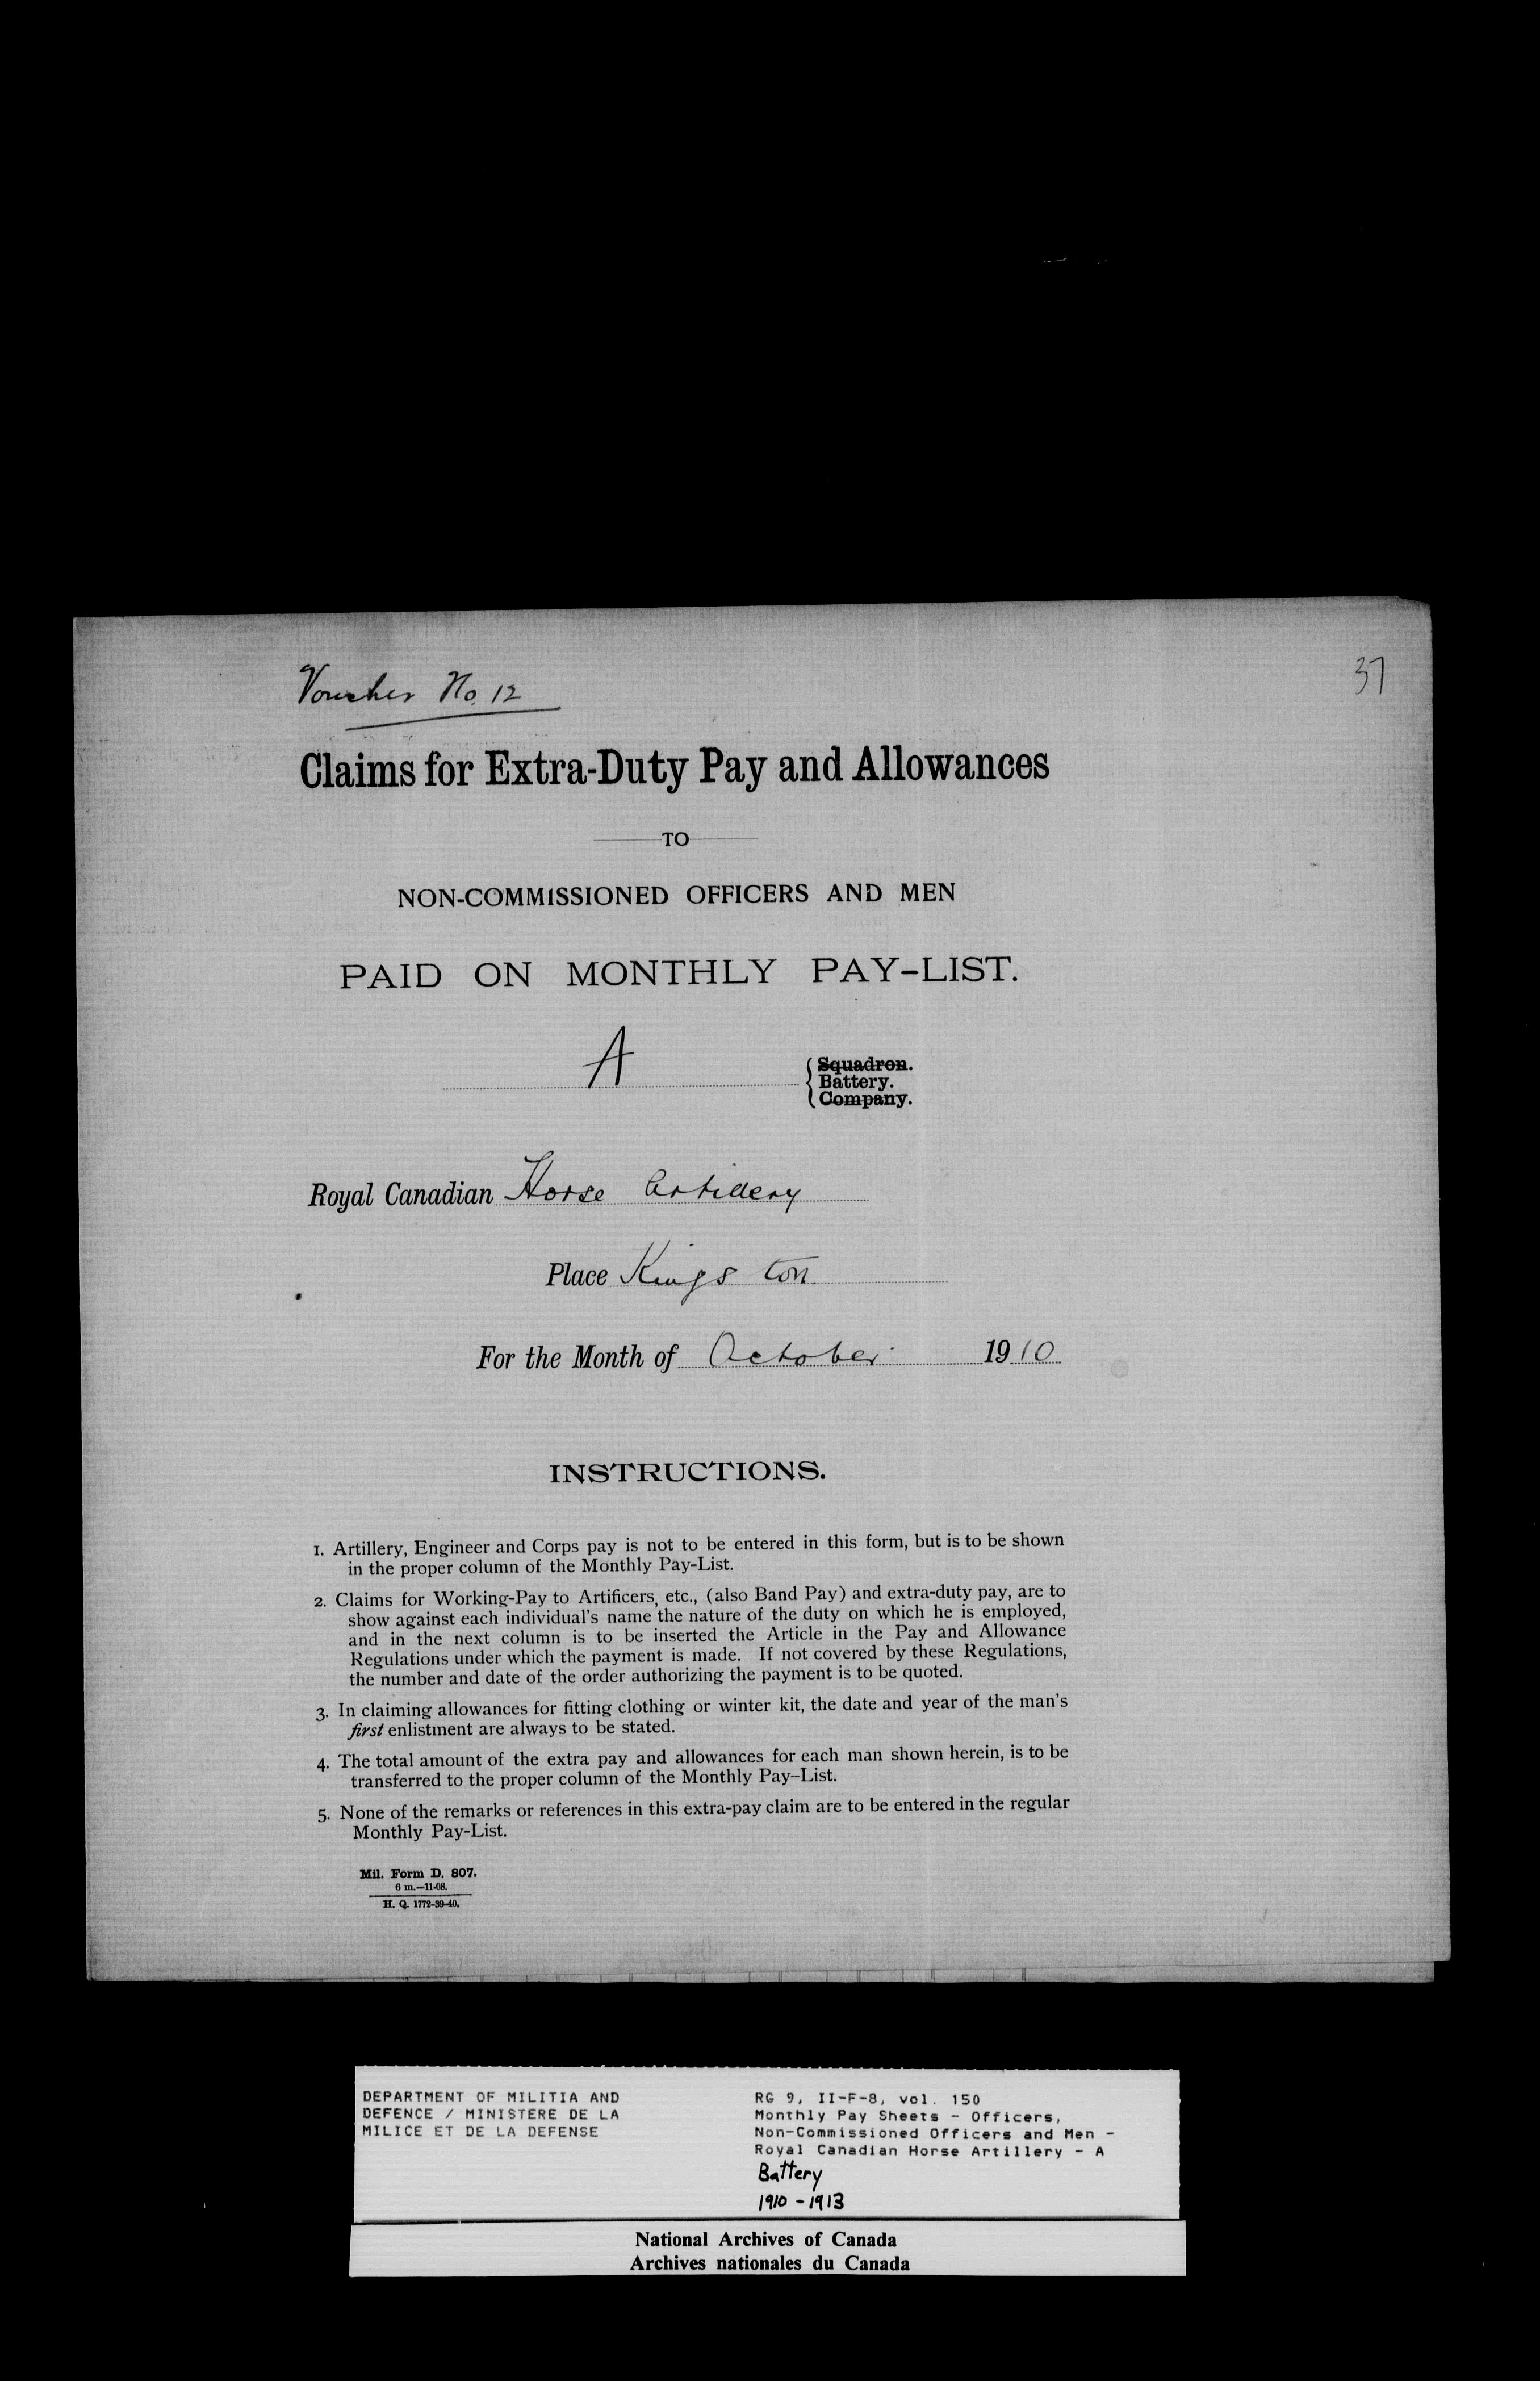 Voucher No. 12
37
Claims for Extra-Duty Pay and Allowances
TO
NON-COMMISSIONED OFFICERS AND MEN
PAID ON MONTHLY PAY-LIST.
A
Squadron.
Battery.
Company.
Royal Canadian Horse Artillery
Place Kingston
For the Month of October 1910
INSTRUCTIONS.
1. Artillery, Engineer and Corps pay is not to be entered in this form, but is to be shown
in the proper column of the Monthly Pay-List.
2. Claims for Working-Pay to Artificers, etc., (also Band Pay) and extra-duty pay, are to
show against each individual's name the nature of the duty on which he is employed,
and in the next column is to be inserted the Article in the Pay and Allowance
Regulations under which the payment is made. If not covered by these Regulations,
the number and date of the order authorizing the payment is to be quoted.
3. In claiming allowances for fitting clothing or winter kit, the date and year of the man's
first enlistment are always to be stated.
4. The total amount of the extra pay and allowances for each man shown herein, is to be
transferred to the proper column of the Monthly Pay-List.
5. None of the remarks or references in this extra-pay claim are to be entered in the regular
Monthly Pay-List.
Mil. Form D. 807.
6 m.—11-08.
H. Q. 1772-39-40.
DEPARTMENT OF MILITIA AND
DEFENCE / MINISTERE DE LA
MILICE ET DE LA DEFENSE
RG 9, II-F-8, vol. 150
Monthly Pay Sheets - Officers,
Non-Commissioned Officers and Men -
Royal Canadian Horse Artillery - A
Battery
1910 - 1913
National Archives of Canada
Archives nationales du Canada